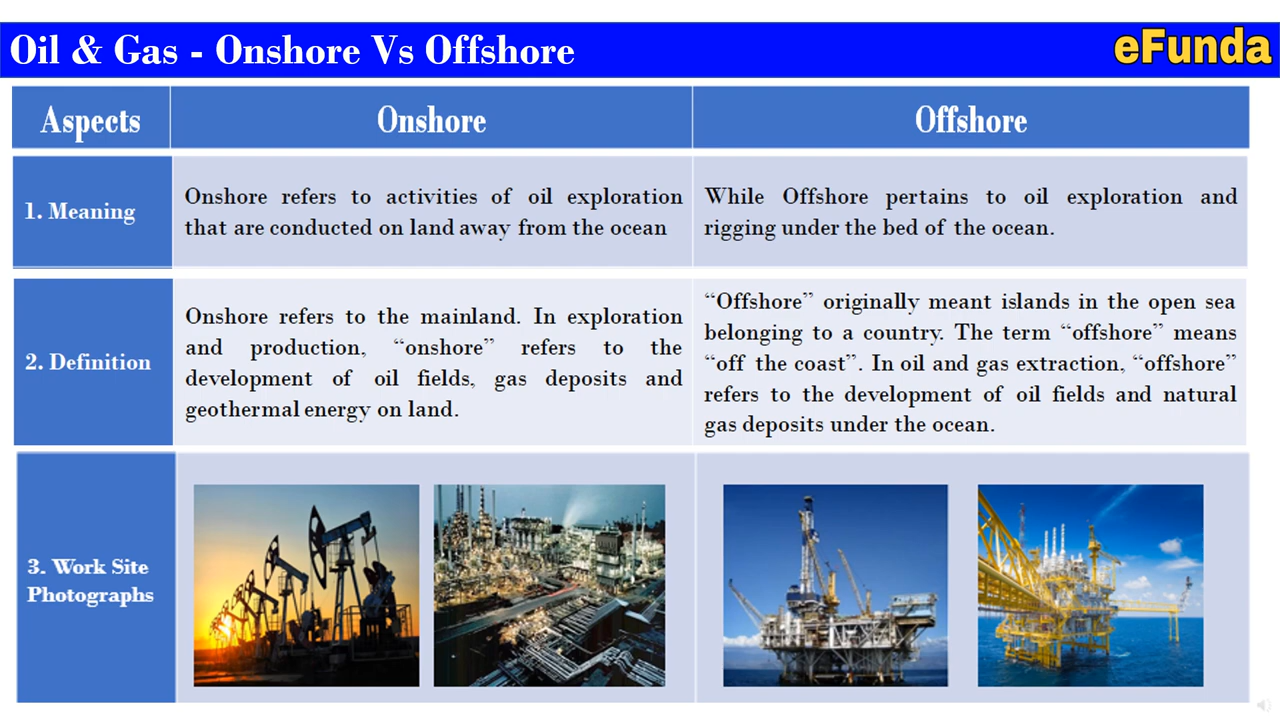 Oil & Gas - Onshore Vs Offshore
eFunda
Aspects
Onshore
Offshore
1. Meaning
Onshore refers to activities of oil exploration
that are conducted on land away from the ocean
While Offshore pertains to oil exploration and
rigging under the bed of the ocean.
2. Definition
Onshore refers to the mainland. In exploration
and production, “onshore” refers to the
development of oil fields, gas deposits and
geothermal energy on land.
“Offshore” originally meant islands in the open sea
belonging to a country. The term “offshore” means
“off the coast”. In oil and gas extraction, “offshore”
refers to the development of oil fields and natural
gas deposits under the ocean.
3. Work Site
Photographs